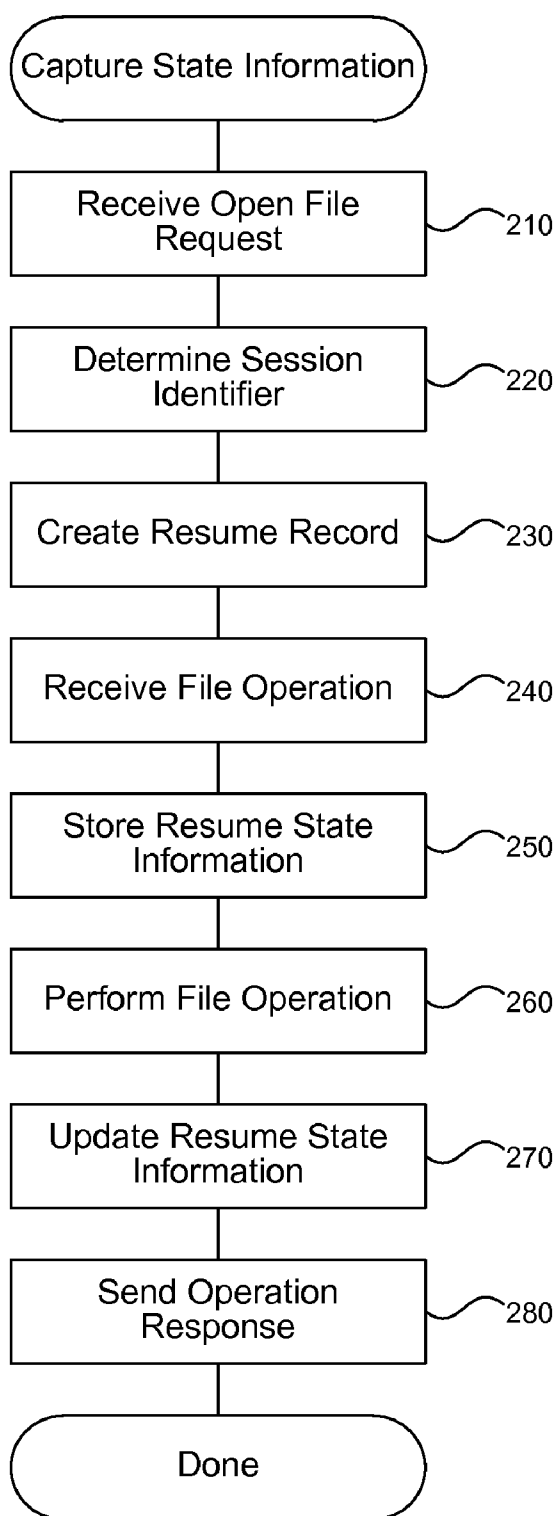 Capture State Information
Receive Open File
Request
210
Determine Session
Identifier
220
Create Resume Record
230
Receive File Operation
240
Store Resume State
Information
250
Perform File Operation
260
Update Resume State
Information
270
Send Operation
Response
280
Done